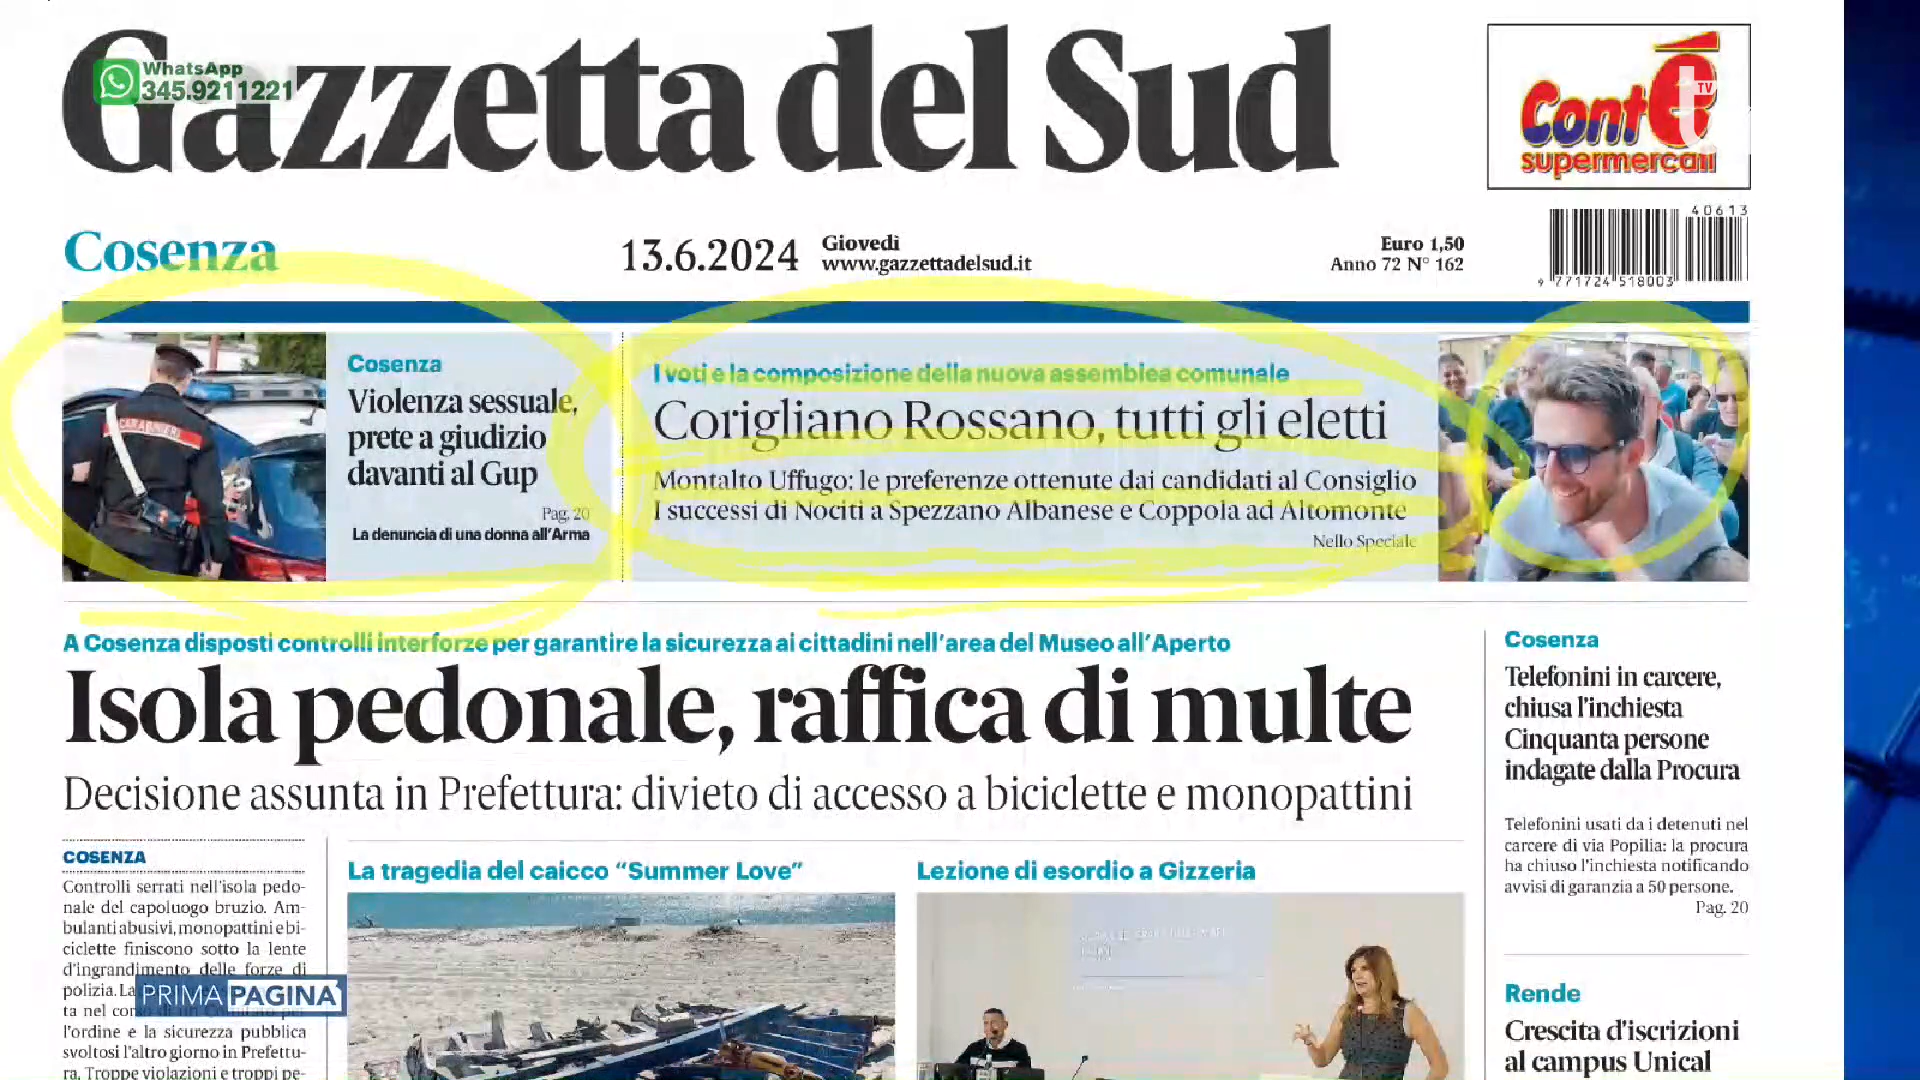 Gazzetta del Sud
WhatsApp
345.9211221
Conté
supermercati
TV
t
Cosenza
13.6.2024
Giovedì
www.gazzettadelsud.it
Euro 1,50
Anno 72 N° 162
40613
9 771724 518003
CARABINIERI
Cosenza
Violenza sessuale,
prete a giudizio
davanti al Gup
Pag. 20
La denuncia di una donna all'Arma
I voti e la composizione della nuova assemblea comunale
Corigliano Rossano, tutti gli eletti
Montalto Uffugo: le preferenze ottenute dai candidati al Consiglio
I successi di Nociti a Spezzano Albanese e Coppola ad Altomonte
Nello Speciale
A Cosenza disposti controlli interforze per garantire la sicurezza ai cittadini nell'area del Museo all'Aperto
Isola pedonale, raffica di multe
Decisione assunta in Prefettura: divieto di accesso a biciclette e monopattini
COSENZA
Controlli serrati nell'isola pedo-
nale del capoluogo bruzio. Am-
bulanti abusivi, monopattini e bi-
ciclette finiscono sotto la lente
d'ingrandimento delle forze di
polizia. La
ta nel
l'ordine e la sicurezza pubblica
svoltosi l'altro giorno in Prefettu-
ra. Troppe violazioni e troppi pe-
PRIMA PAGINA
La tragedia del caicco “Summer Love”
Lezione di esordio a Gizzeria
Cosenza
Telefonini in carcere,
chiusa l'inchiesta
Cinquanta persone
indagate dalla Procura
Telefonini usati da i detenuti nel
carcere di via Popilia: la procura
ha chiuso l'inchiesta notificando
avvisi di garanzia a 50 persone.
Pag. 20
Rende
Crescita d'iscrizioni
al campus Unical